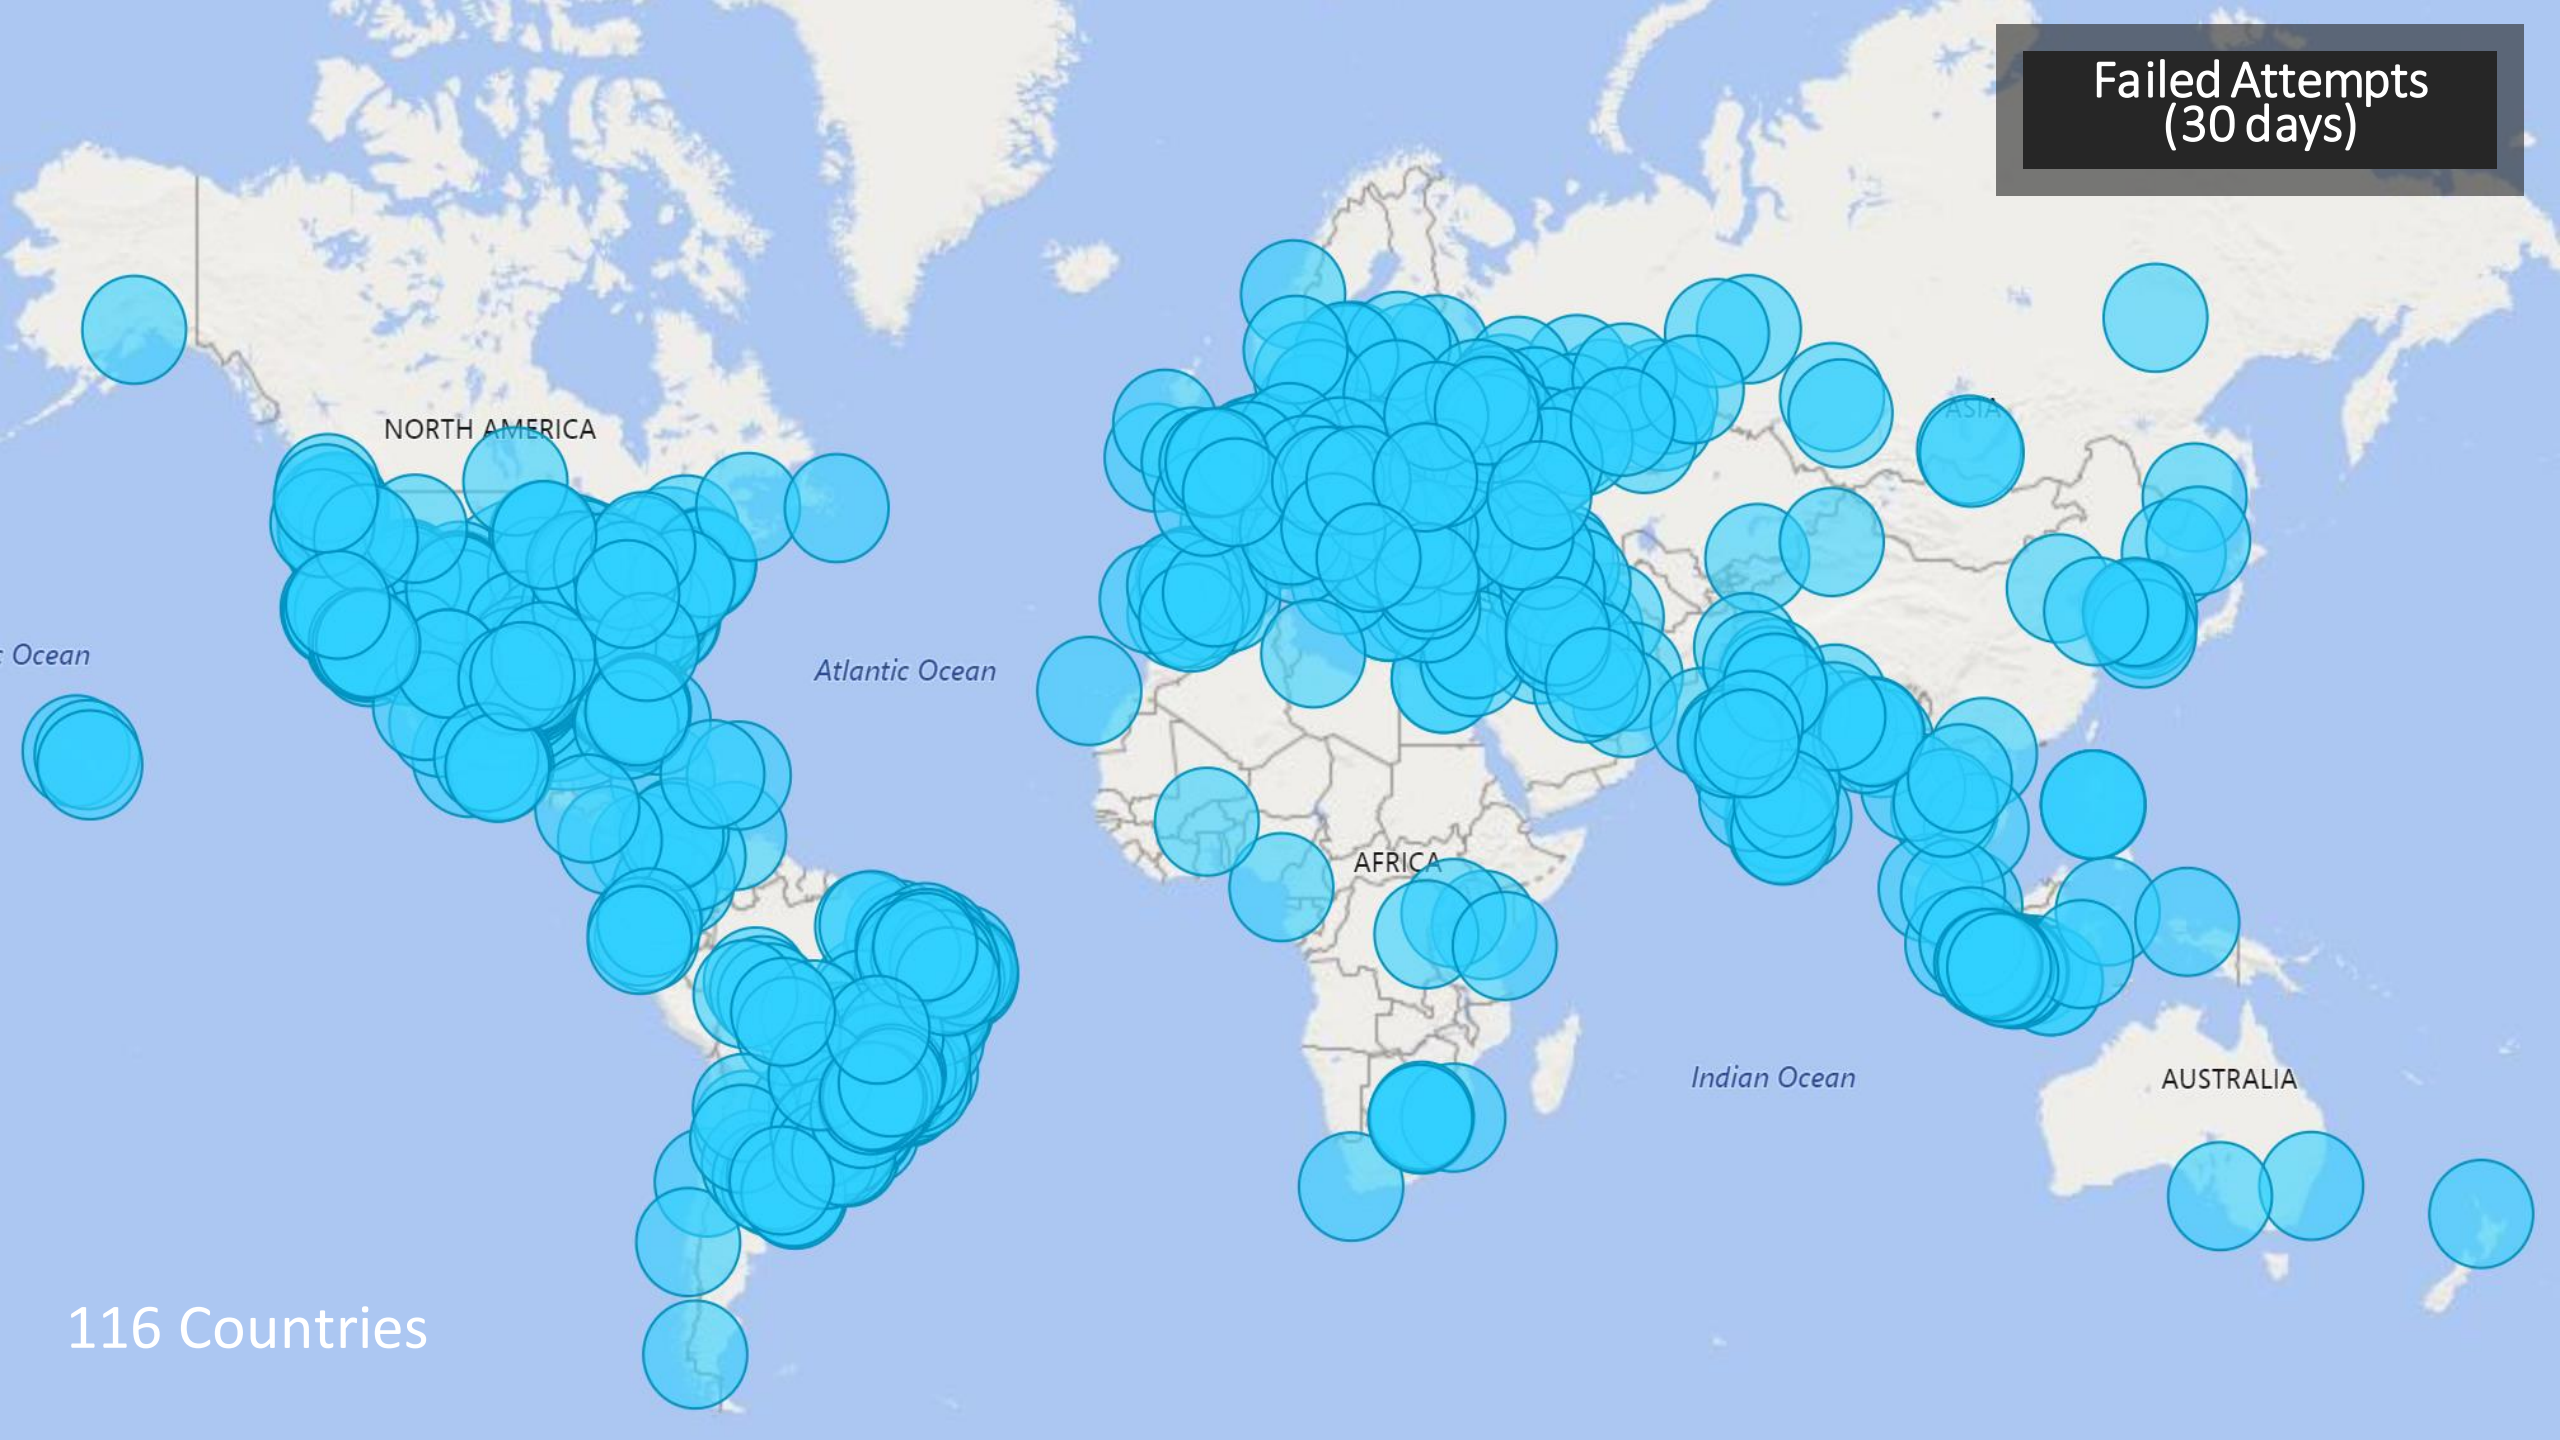 Failed Attempts
(30 days)
NORTH AMERICA
ASIA
Ocean
Atlantic Ocean
AFRICA
Indian Ocean
AUSTRALIA
116 Countries